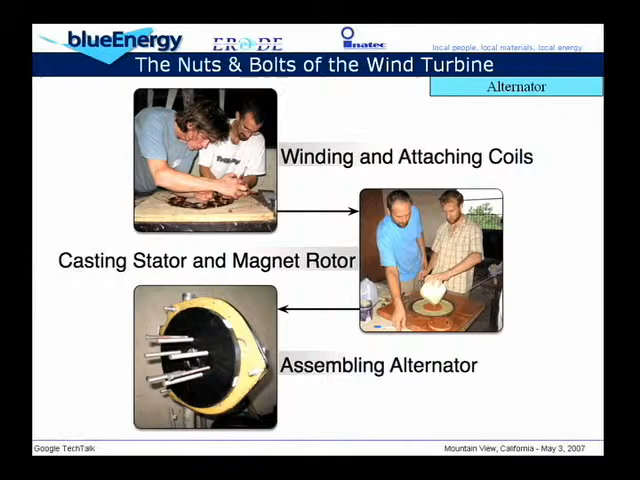 blueEnergy
ERDE
inatec
local people, local materials, local energy
The Nuts & Bolts of the Wind Turbine
Alternator
Winding and Attaching Coils
Casting Stator and Magnet Rotor
Assembling Alternator
Google TechTalk
Mountain View, California - May 3, 2007